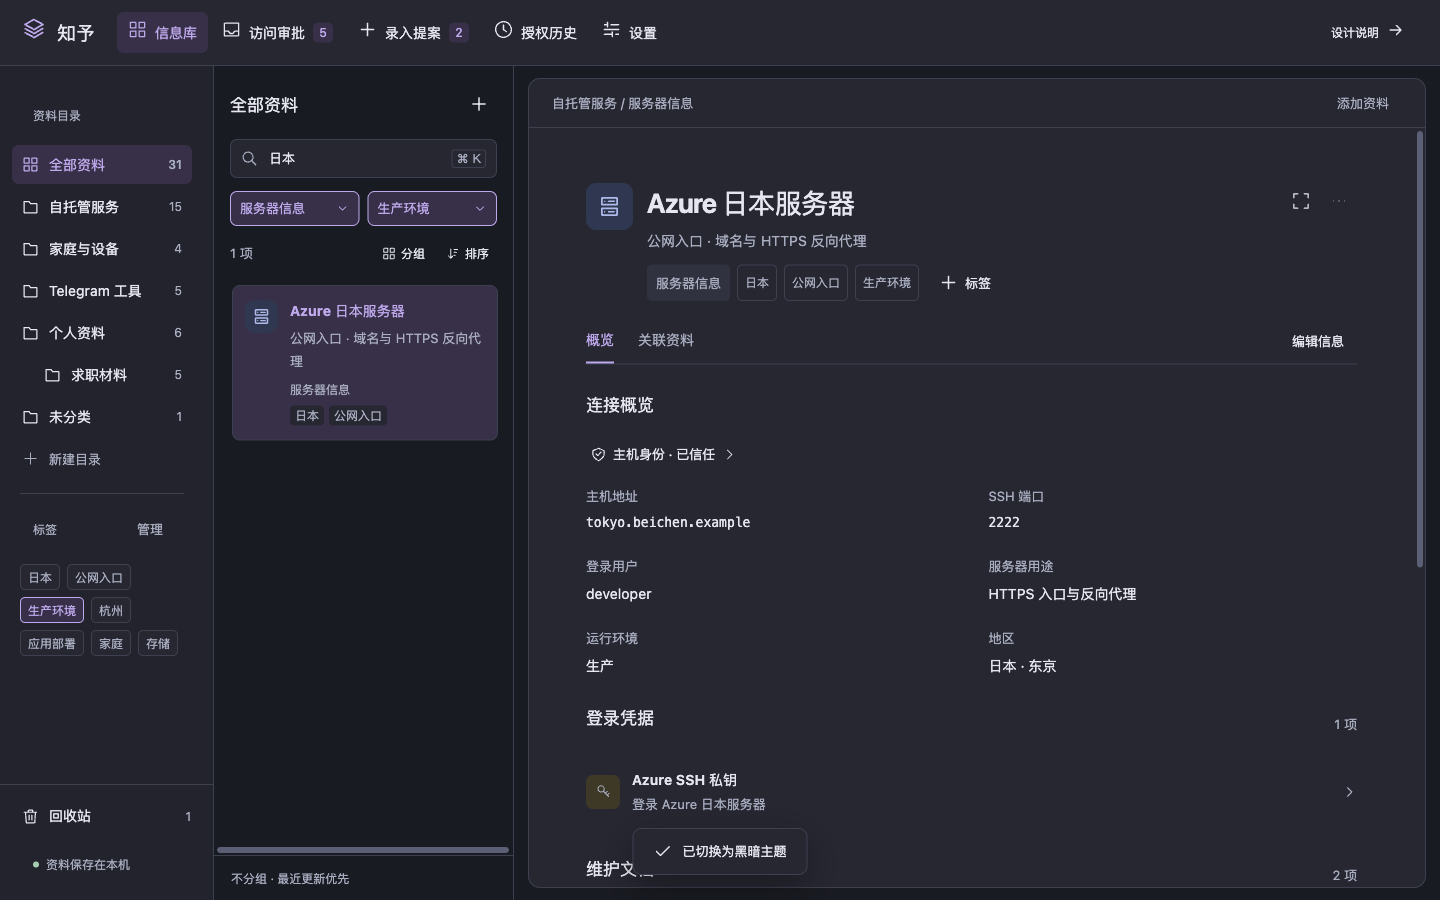 知予
信息库
访问审批 5
录入提案 2
授权历史
设置
设计说明
资料目录
全部资料 31
自托管服务 15
家庭与设备 4
Telegram 工具 5
个人资料 6
求职材料 5
未分类 1
新建目录
标签 管理
日本 公网入口
生产环境 杭州
应用部署 家庭 存储
回收站 1
资料保存在本机
全部资料
日本 ⌘ K
服务器信息 生产环境
1 项 分组 排序
Azure 日本服务器
公网入口 · 域名与 HTTPS 反向代
理
服务器信息
日本 公网入口
不分组 · 最近更新优先
自托管服务 / 服务器信息 添加资料
Azure 日本服务器
公网入口 · 域名与 HTTPS 反向代理
服务器信息 日本 公网入口 生产环境 标签
概览 关联资料 编辑信息
连接概览
主机身份 · 已信任
主机地址 SSH 端口
tokyo.beichen.example 2222
登录用户 服务器用途
developer HTTPS 入口与反向代理
运行环境 地区
生产 日本 · 东京
登录凭据 1 项
Azure SSH 私钥
登录 Azure 日本服务器
已切换为黑暗主题
维护文 2 项